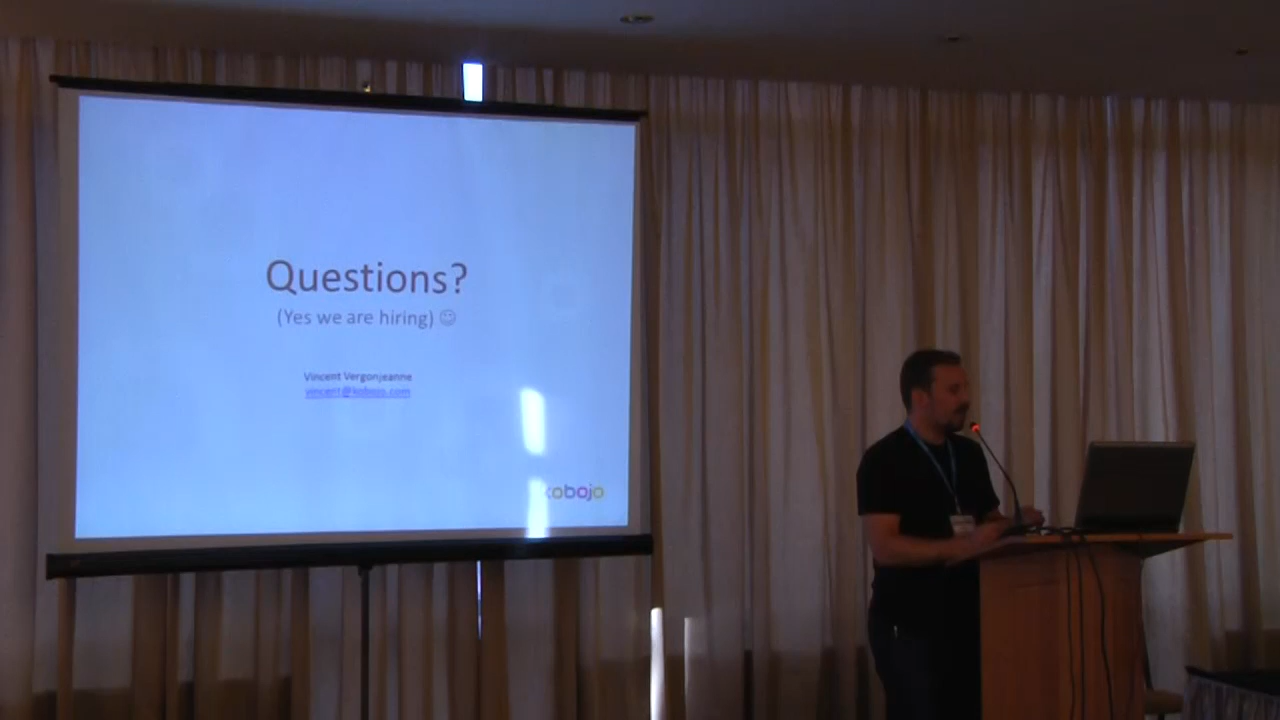 Questions?
(Yes we are hiring) ☺
Vincent Vergonjeanne
vincent@kobojo.com
kobojo